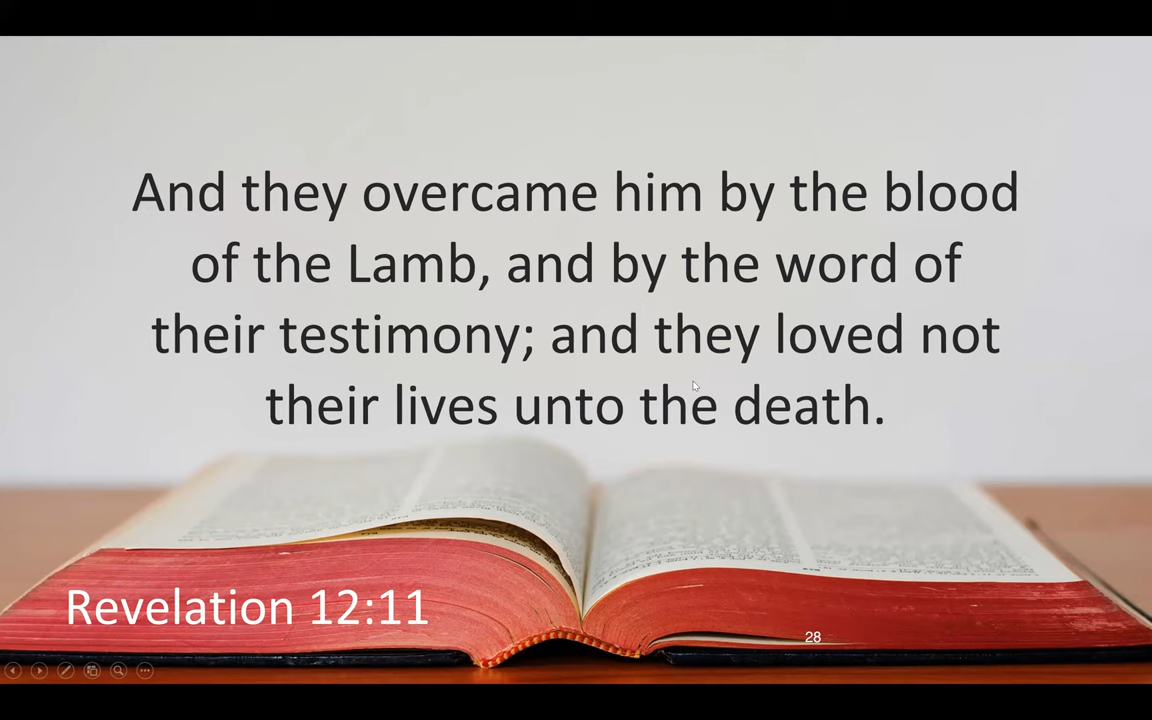 And they overcame him by the blood
of the Lamb, and by the word of
their testimony; and they loved not
their lives unto the death.
Revelation 12:11
28